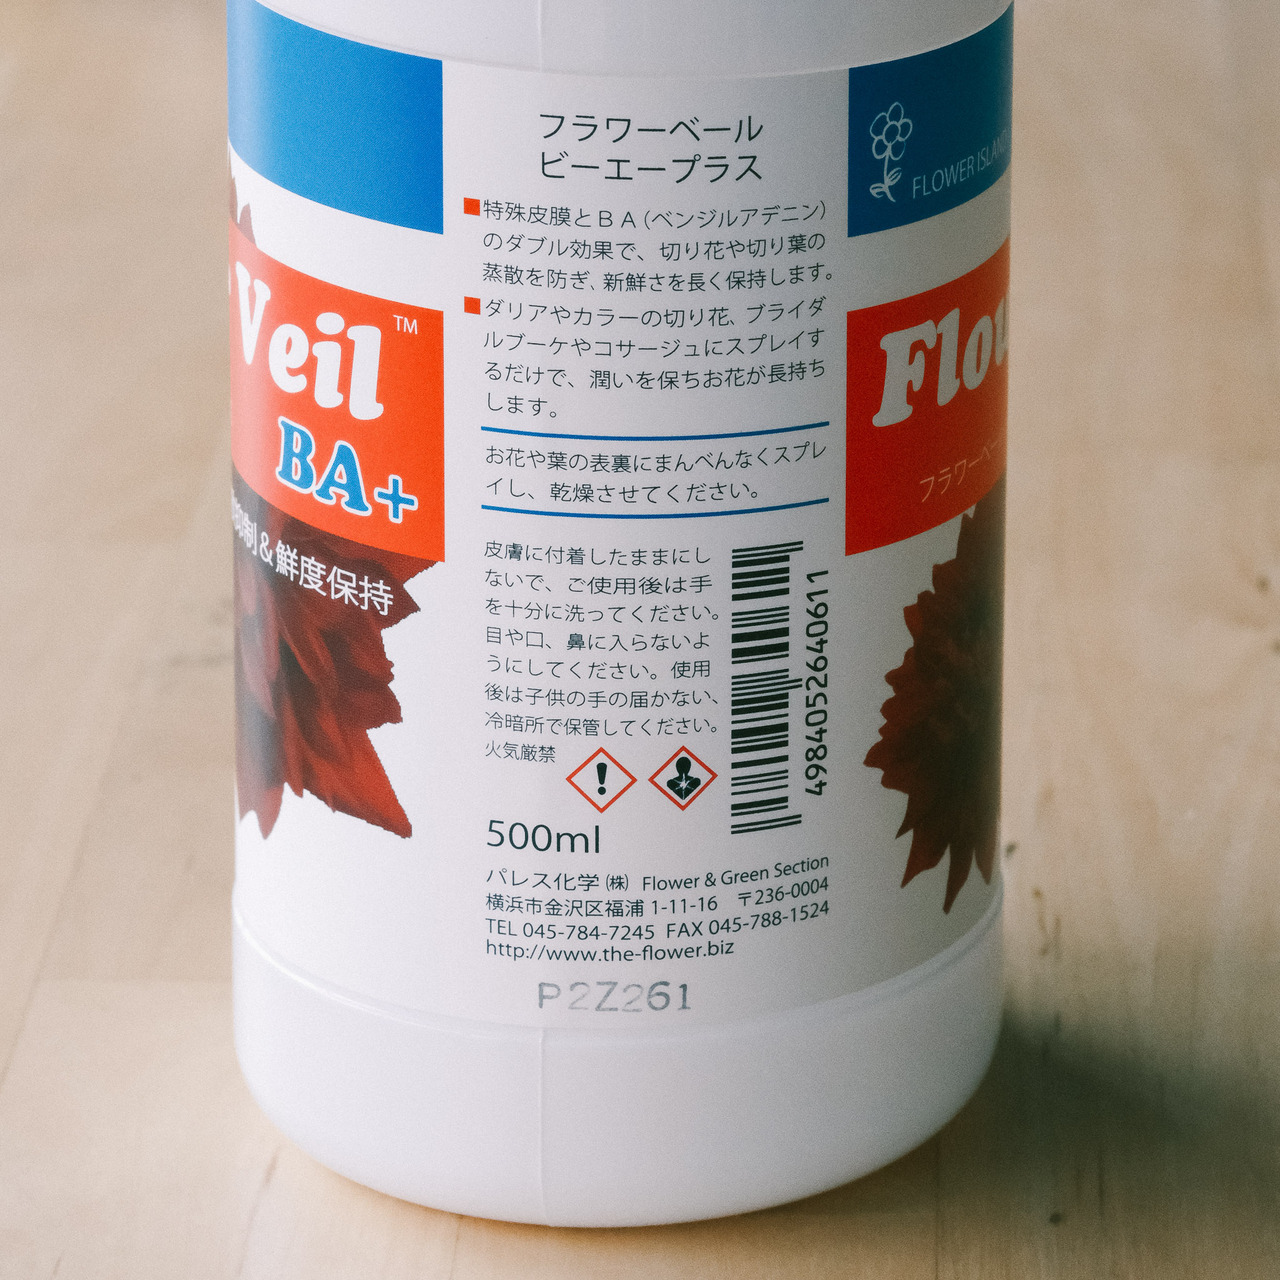 Veil™
BA+
抑制&鮮度保持
フラワーベール
ビーエープラス
■特殊皮膜とBA(ベンジルアデニン)
のダブル効果で、切り花や切り葉の
蒸散を防ぎ、新鮮さを長く保持します。
■ダリアやカラーの切り花、ブライダ
ルブーケやコサージュにスプレイす
るだけで、潤いを保ちお花が長持ち
します。
お花や葉の表裏にまんべんなくスプレ
イし、乾燥させてください。
皮膚に付着したままにし
ないで、ご使用後は手
を十分に洗ってください。
目や口、鼻に入らないよ
うにしてください。使用
後は子供の手の届かない、
冷暗所で保管してください。
火気厳禁
4984052640611
500ml
パレス化学(株) Flower & Green Section
横浜市金沢区福浦1-11-16 〒236-0004
TEL 045-784-7245 FAX 045-788-1524
http://www.the-flower.biz
P2Z261
FLOWER ISLAND
Flow
フラワーベー